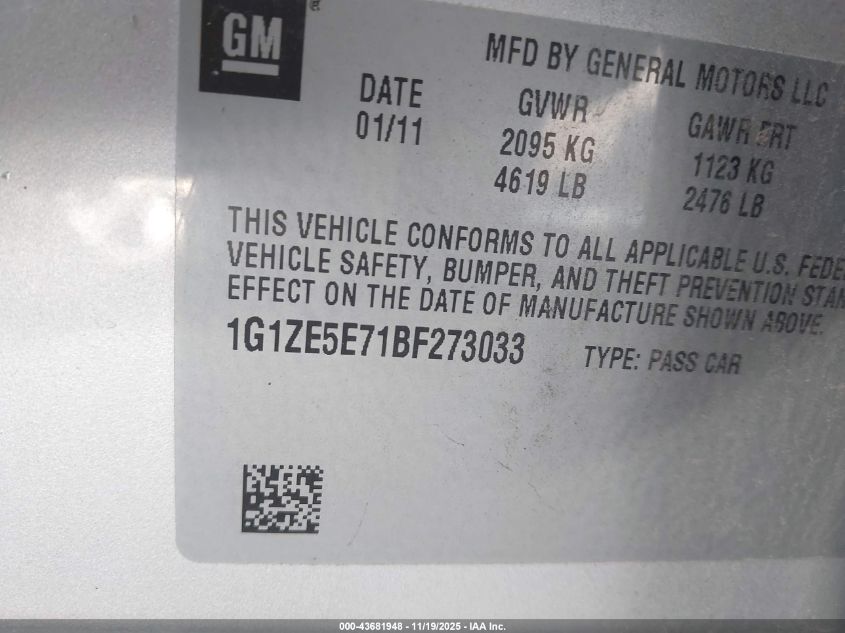 GM
®
MFD BY GENERAL MOTORS LLC
DATE GVWR GAWR FRT
01/11 2095 KG 1123 KG
4619 LB 2476 LB
THIS VEHICLE CONFORMS TO ALL APPLICABLE U.S. FEDE
VEHICLE SAFETY, BUMPER, AND THEFT PREVENTION STAN
EFFECT ON THE DATE OF MANUFACTURE SHOWN ABOVE.
1G1ZE5E71BF273033 TYPE: PASS CAR
000-43681948 - 11/19/2025 - IAA Inc.